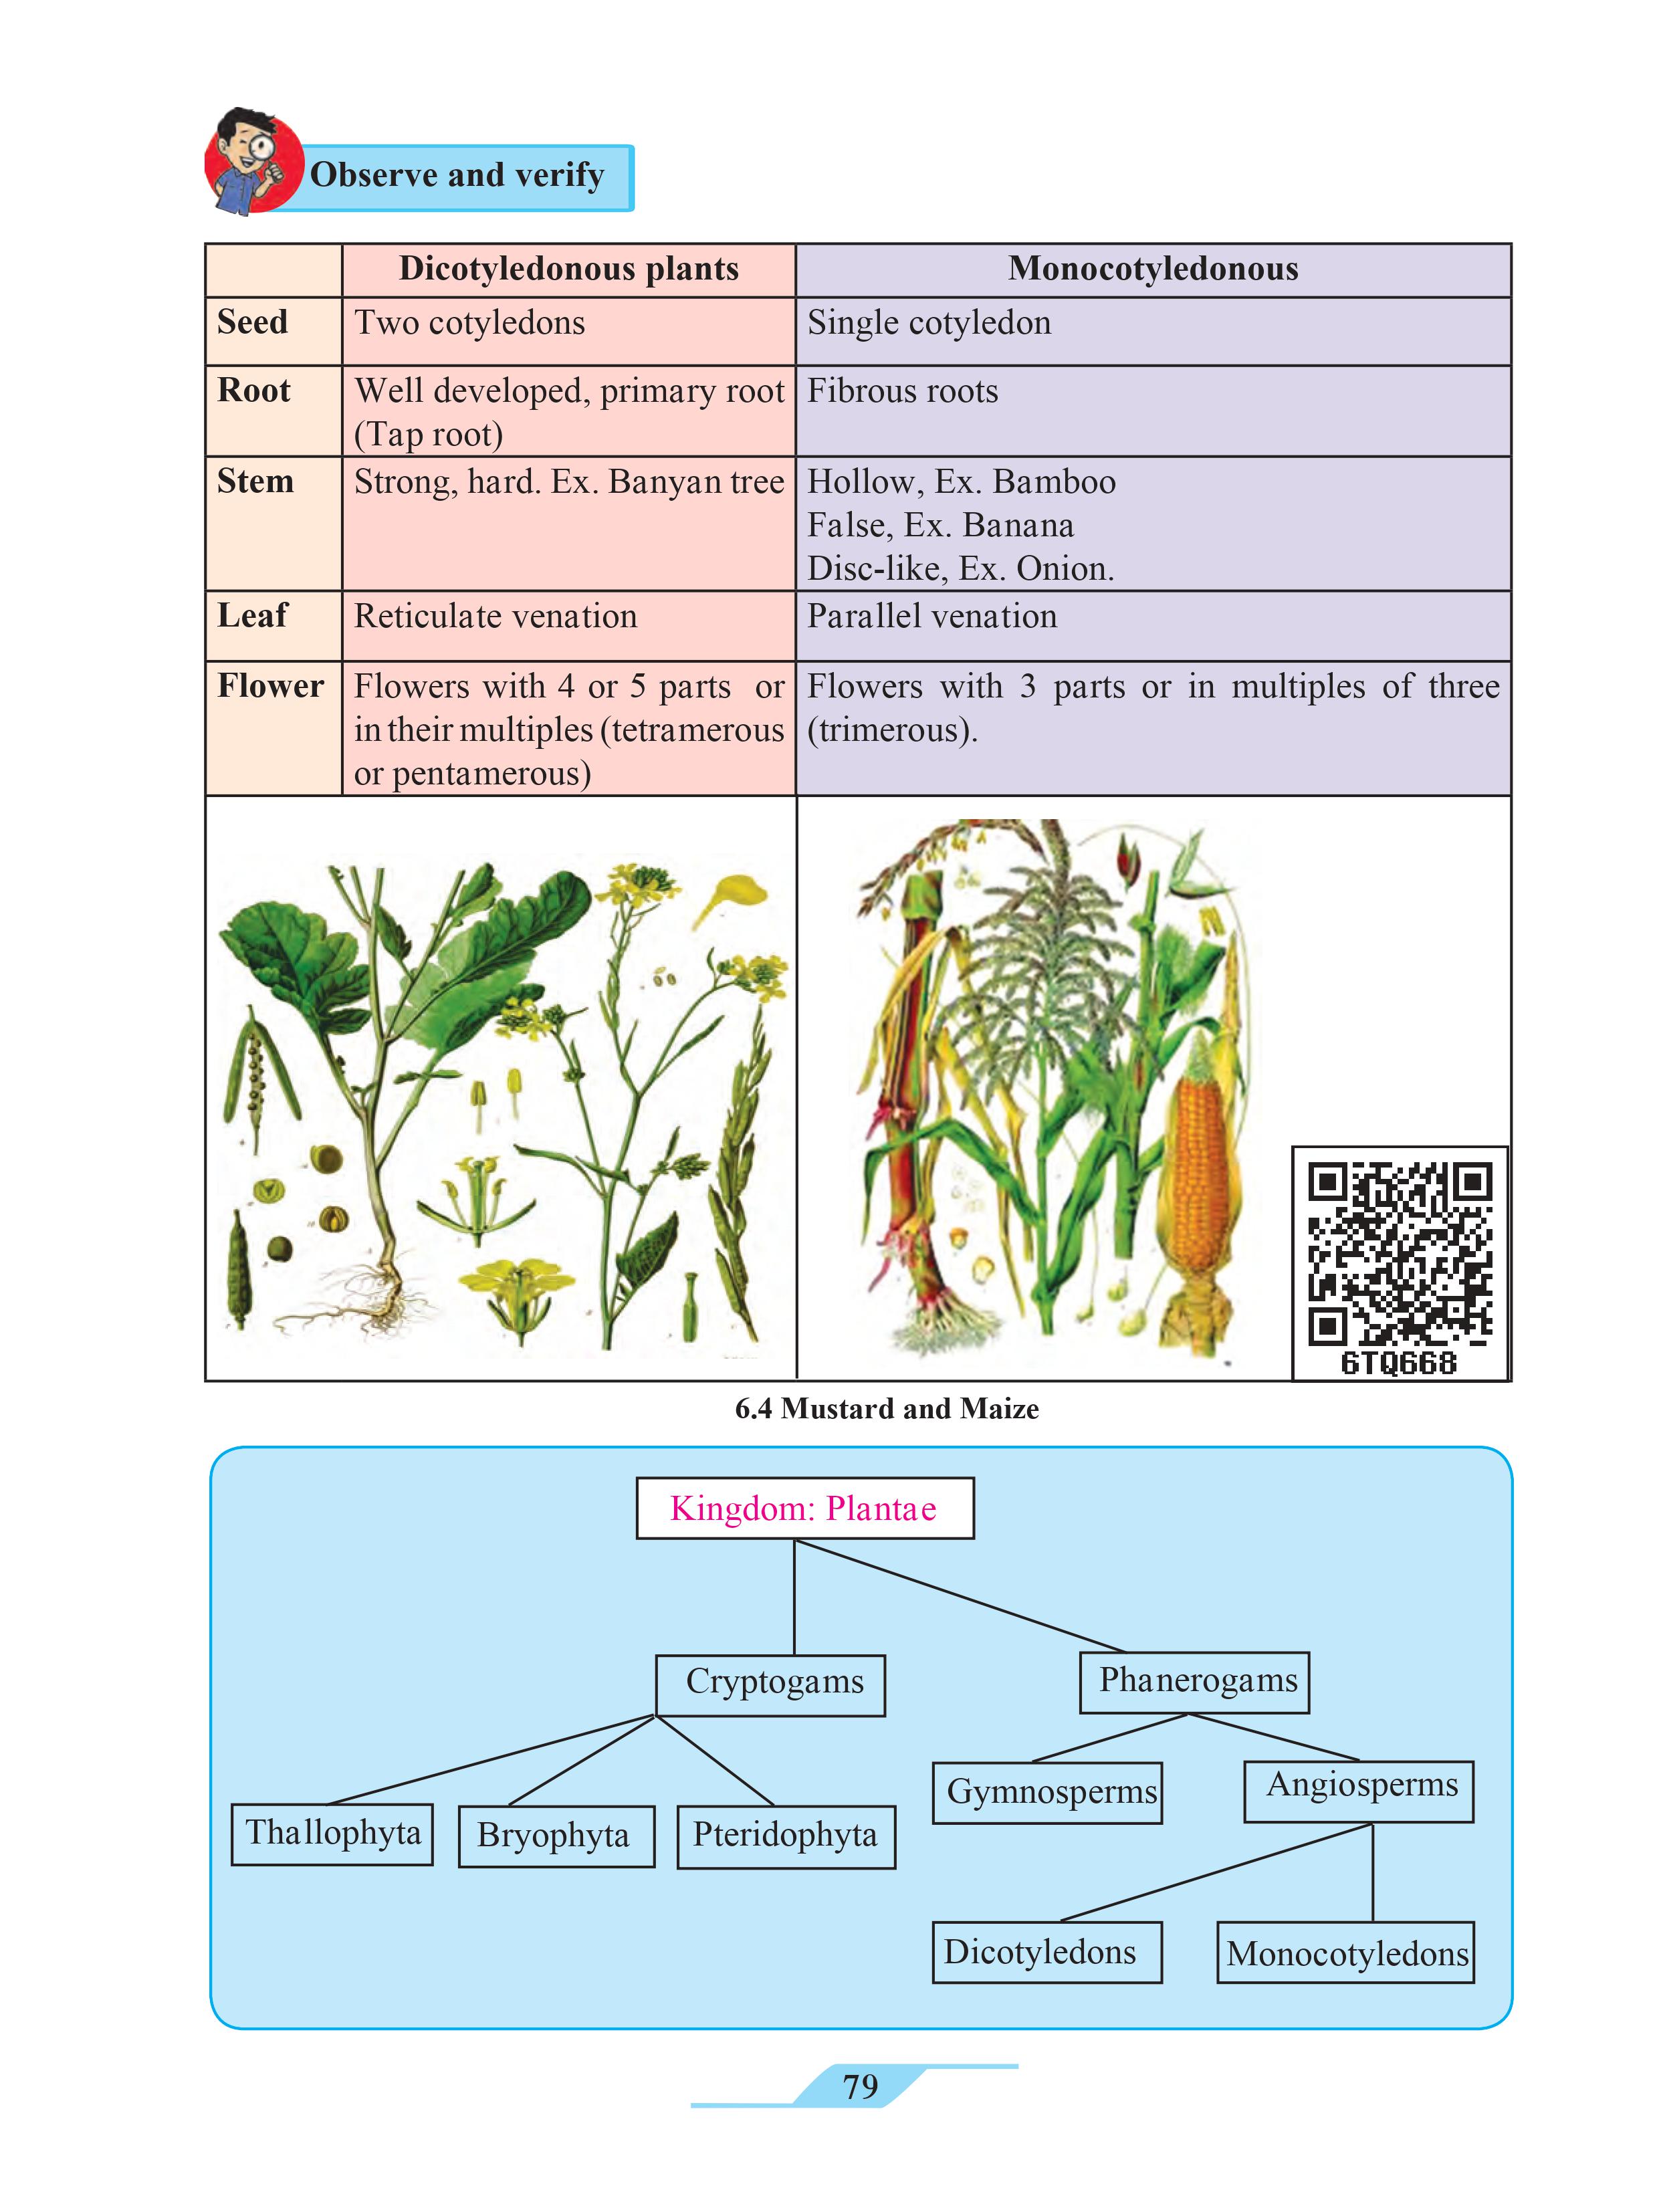 Observe and verify
Dicotyledonous plants
Monocotyledonous
Seed
Two cotyledons
Single cotyledon
Root
Well developed, primary root
(Tap root)
Fibrous roots
Stem
Strong, hard. Ex. Banyan tree
Hollow, Ex. Bamboo
False, Ex. Banana
Disc-like, Ex. Onion.
Leaf
Reticulate venation
Parallel venation
Flower
Flowers with 4 or 5 parts or
in their multiples (tetramerous
or pentamerous)
Flowers with 3 parts or in multiples of three
(trimerous).
6TQ668
6.4 Mustard and Maize
Kingdom: Plantae
Cryptogams
Phanerogams
Gymnosperms
Angiosperms
Thallophyta
Bryophyta
Pteridophyta
Dicotyledons
Monocotyledons
79